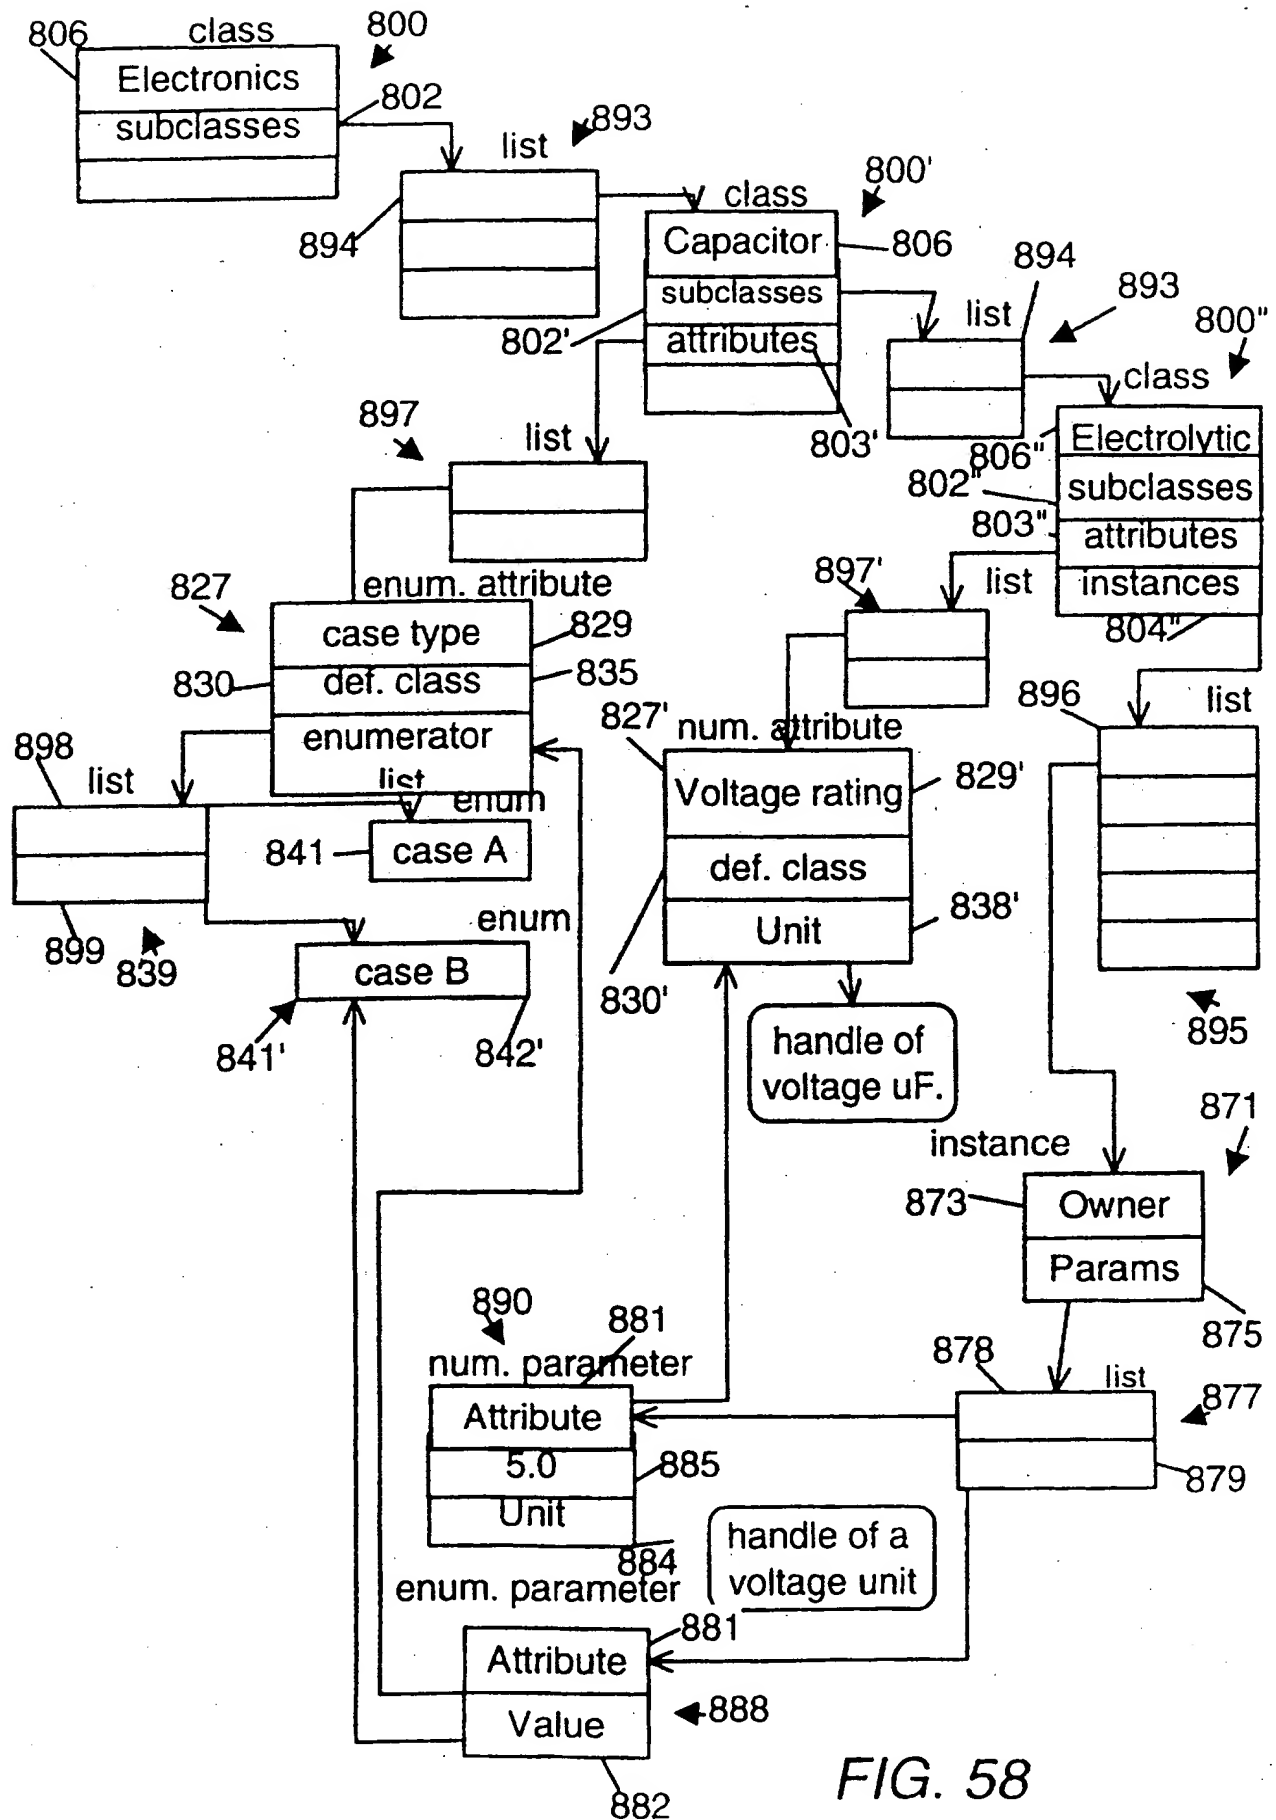 806
class
800
Electronics
subclasses
802
893
list
894
class
800'
Capacitor
806
subclasses
802'
attributes
803'
894
893
list
800"
class
Electrolytic
806"
802"
subclasses
803"
attributes
instances
804"
897
list
897'
list
827
enum. attribute
case type
829
830
def. class
835
enumerator
898
list
list
enum
841
case A
899
839
enum
case B
841'
842'
827'
num. attribute
Voltage rating
829'
def. class
Unit
838'
830'
handle of
voltage uF.
896
list
895
871
instance
873
Owner
Params
875
890
881
num. parameter
Attribute
5.0
885
Unit
884
878
list
877
879
handle of a
voltage unit
enum. parameter
881
Attribute
Value
888
882
FIG. 58